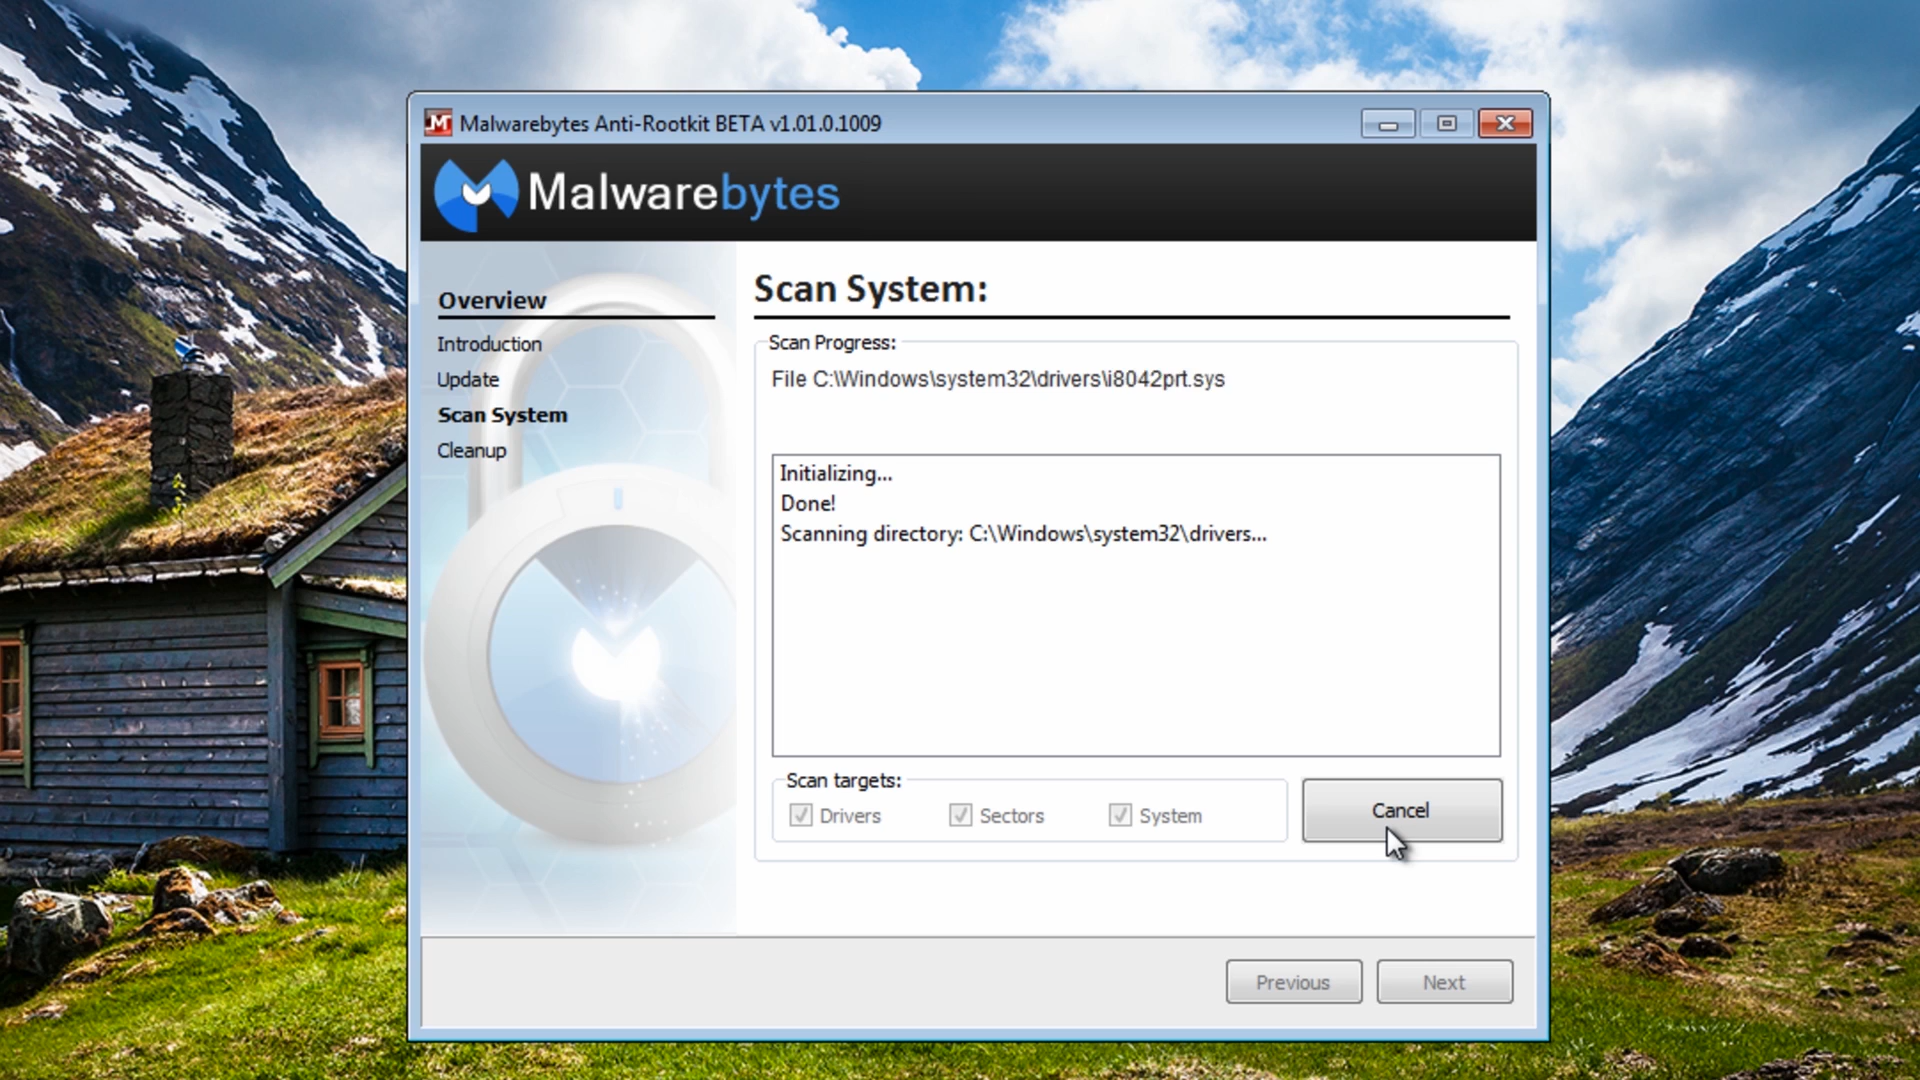 Malwarebytes Anti-Rootkit BETA v1.01.0.1009
Malwarebytes
Overview
Introduction
Update
Scan System
Cleanup
Scan System:
Scan Progress:
File C:\Windows\system32\drivers\i8042prt.sys
Initializing...
Done!
Scanning directory: C:\Windows\system32\drivers...
Scan targets:
Drivers
Sectors
System
Cancel
Previous
Next